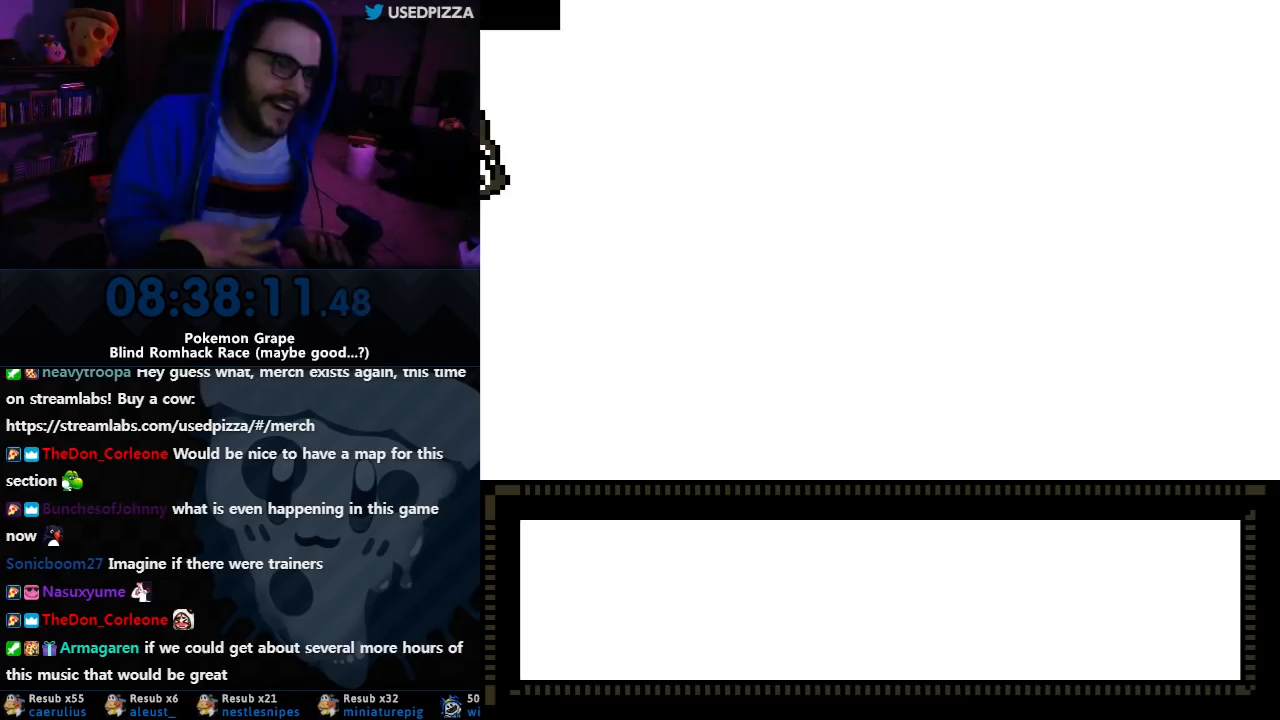 USEDPIZZA
08:38:11.48
Pokemon Grape
Blind Romhack Race (maybe good...?)
heavytroopa Hey guess what, merch exists again, this time
on streamlabs! Buy a cow:
https://streamlabs.com/usedpizza/#/merch
TheDon_Corleone Would be nice to have a map for this
section
BunchesofJohnny what is even happening in this game
now
Sonicboom27 Imagine if there were trainers
Nasuxyume
TheDon_Corleone
Armagaren if we could get about several more hours of
this music that would be great
Resub x55 Resub x6 Resub x21 Resub x32 50
caerulius aleust_ nestlesnipes miniaturepig wi